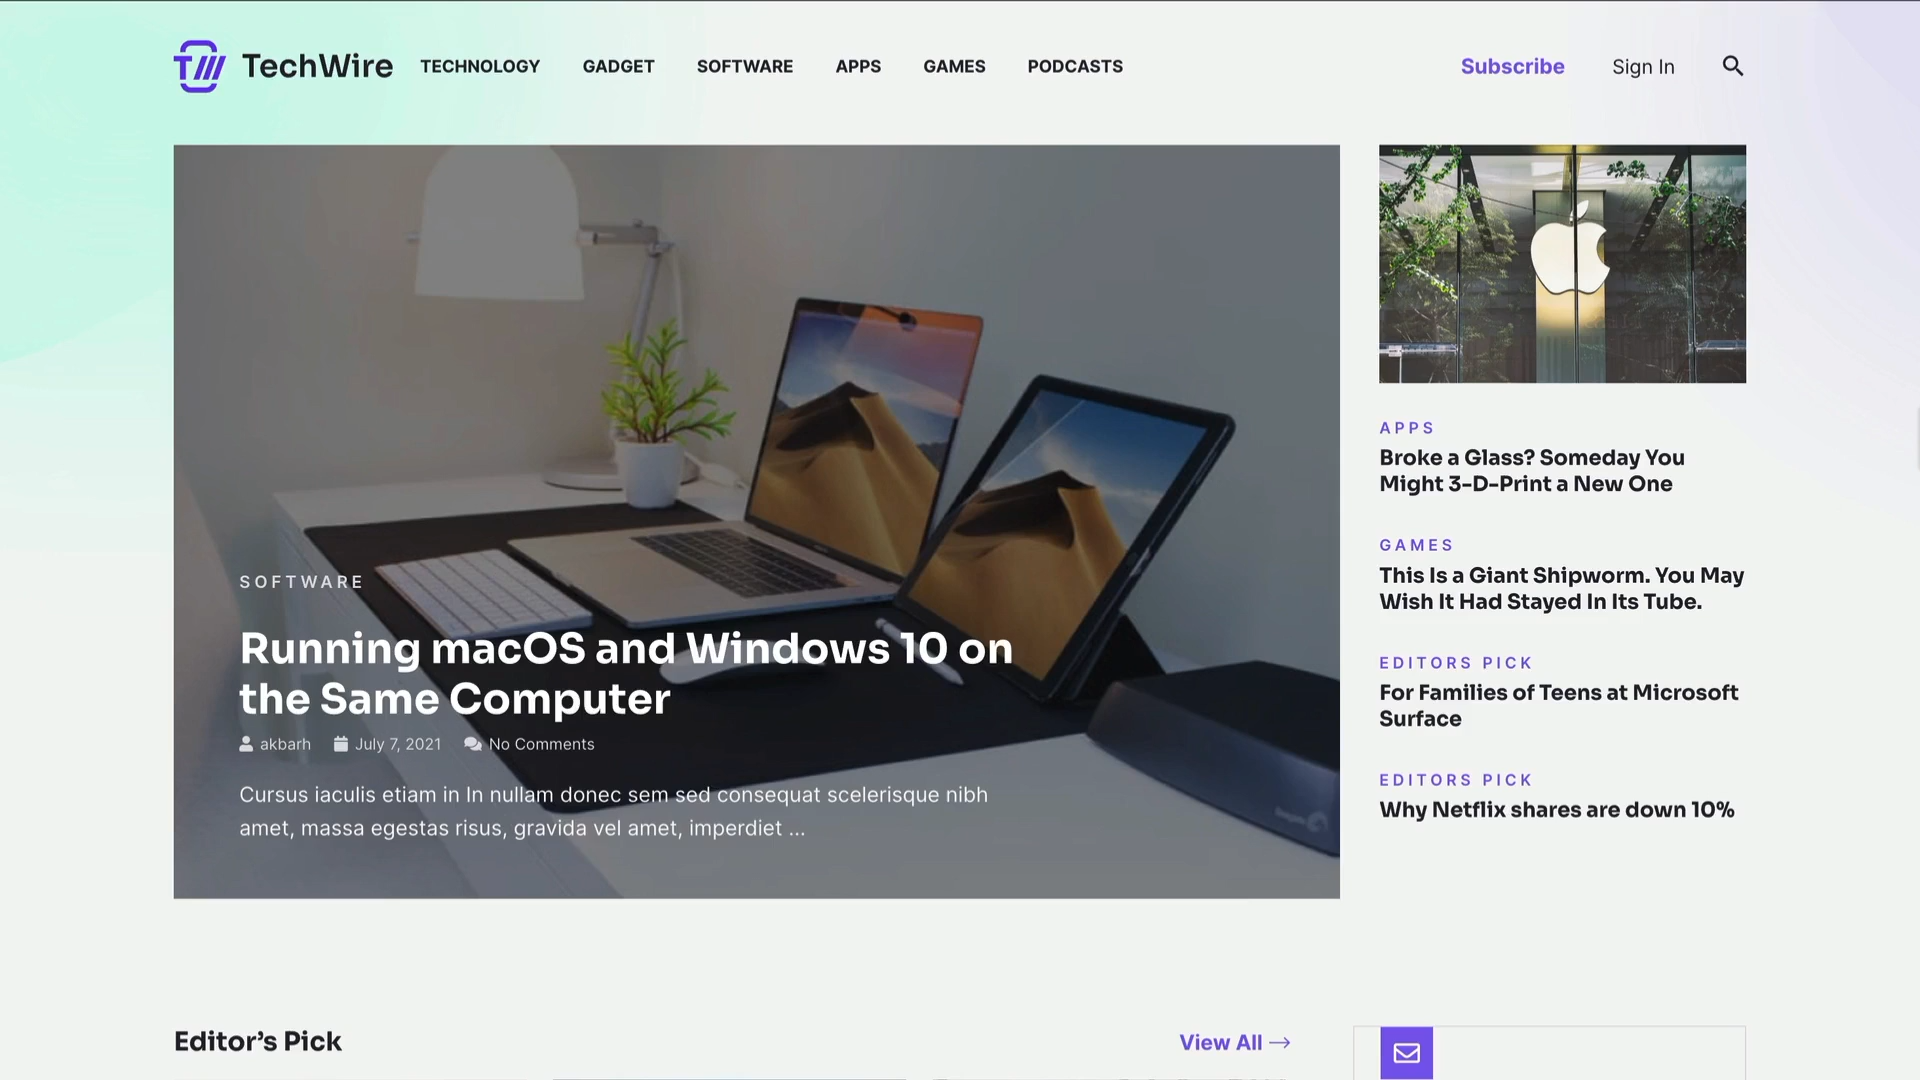 TechWire
TECHNOLOGY
GADGET
SOFTWARE
APPS
GAMES
PODCASTS
Subscribe
Sign In
SOFTWARE
Running macOS and Windows 10 on
the Same Computer
akbarh
July 7, 2021
No Comments
Cursus iaculis etiam in In nullam donec sem sed consequat scelerisque nibh
amet, massa egestas risus, gravida vel amet, imperdiet ...
APPS
Broke a Glass? Someday You
Might 3-D-Print a New One
GAMES
This Is a Giant Shipworm. You May
Wish It Had Stayed In Its Tube.
EDITORS PICK
For Families of Teens at Microsoft
Surface
EDITORS PICK
Why Netflix shares are down 10%
Editor’s Pick
View All